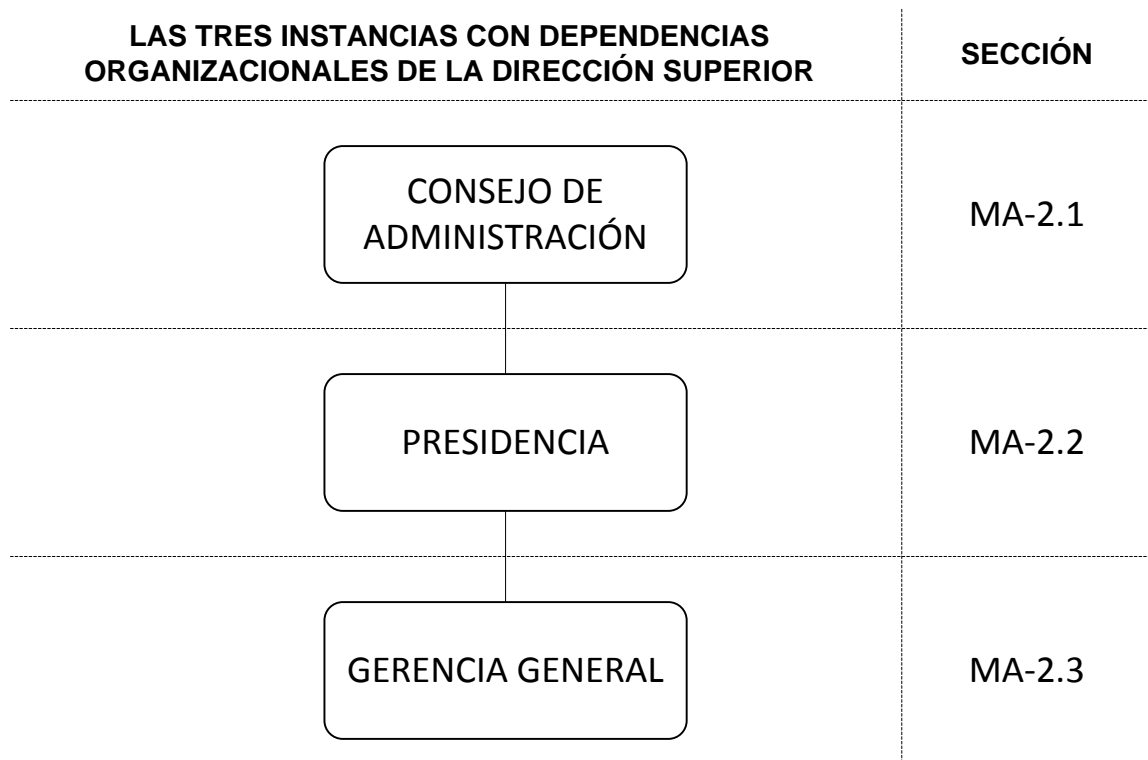 LAS TRES INSTANCIAS CON DEPENDENCIAS
ORGANIZACIONALES DE LA DIRECCIÓN SUPERIOR
SECCIÓN
CONSEJO DE
ADMINISTRACIÓN
MA-2.1
PRESIDENCIA
MA-2.2
GERENCIA GENERAL
MA-2.3